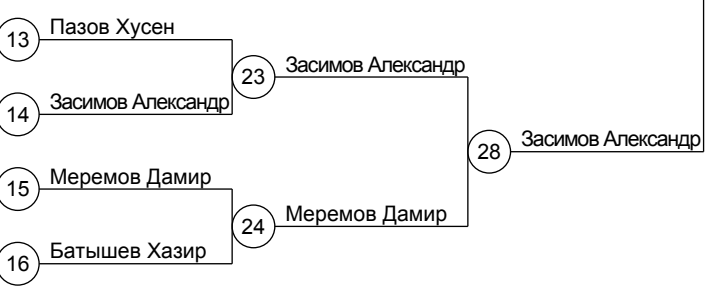 13 Пазов Хусен
23 Засимов Александр
14 Засимов Александр
28 Засимов Александр
15 Меремов Дамир
24 Меремов Дамир
16 Батышев Хазир